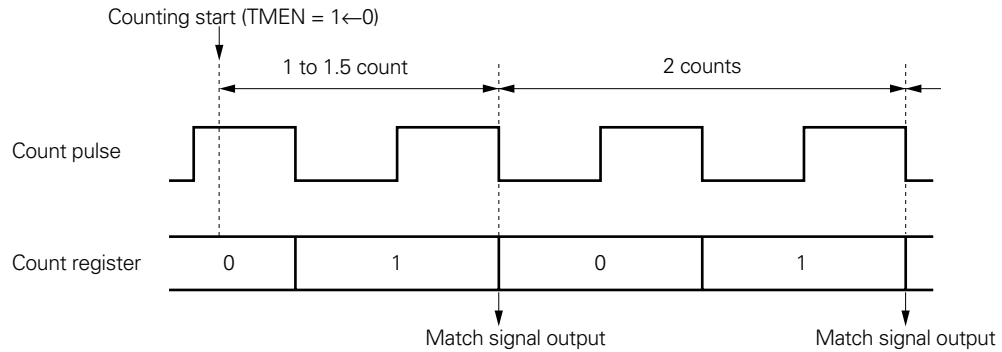 Counting start (TMEN = 1←0)
1 to 1.5 count
2 counts
Count pulse
Count register
0
1
0
1
Match signal output
Match signal output